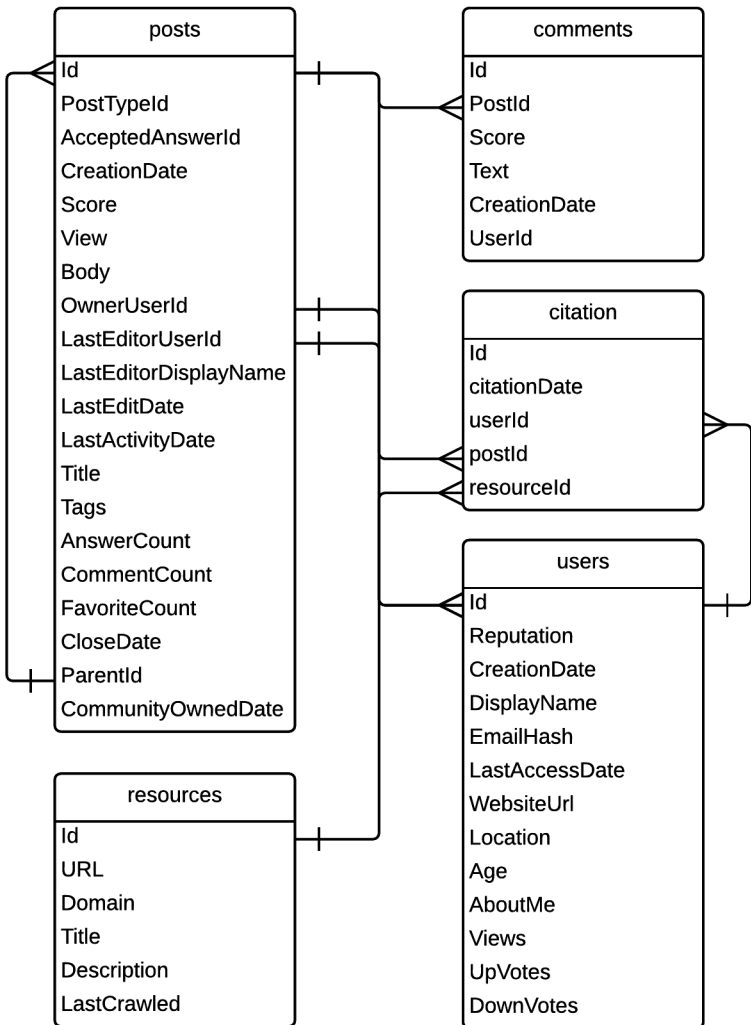 posts
Id
PostTypeId
AcceptedAnswerId
CreationDate
Score
View
Body
OwnerUserId
LastEditorUserId
LastEditorDisplayName
LastEditDate
LastActivityDate
Title
Tags
AnswerCount
CommentCount
FavoriteCount
CloseDate
ParentId
CommunityOwnedDate
resources
Id
URL
Domain
Title
Description
LastCrawled
comments
Id
PostId
Score
Text
CreationDate
UserId
citation
Id
citationDate
userId
postId
resourceId
users
Id
Reputation
CreationDate
DisplayName
EmailHash
LastAccessDate
WebsiteUrl
Location
Age
AboutMe
Views
UpVotes
DownVotes